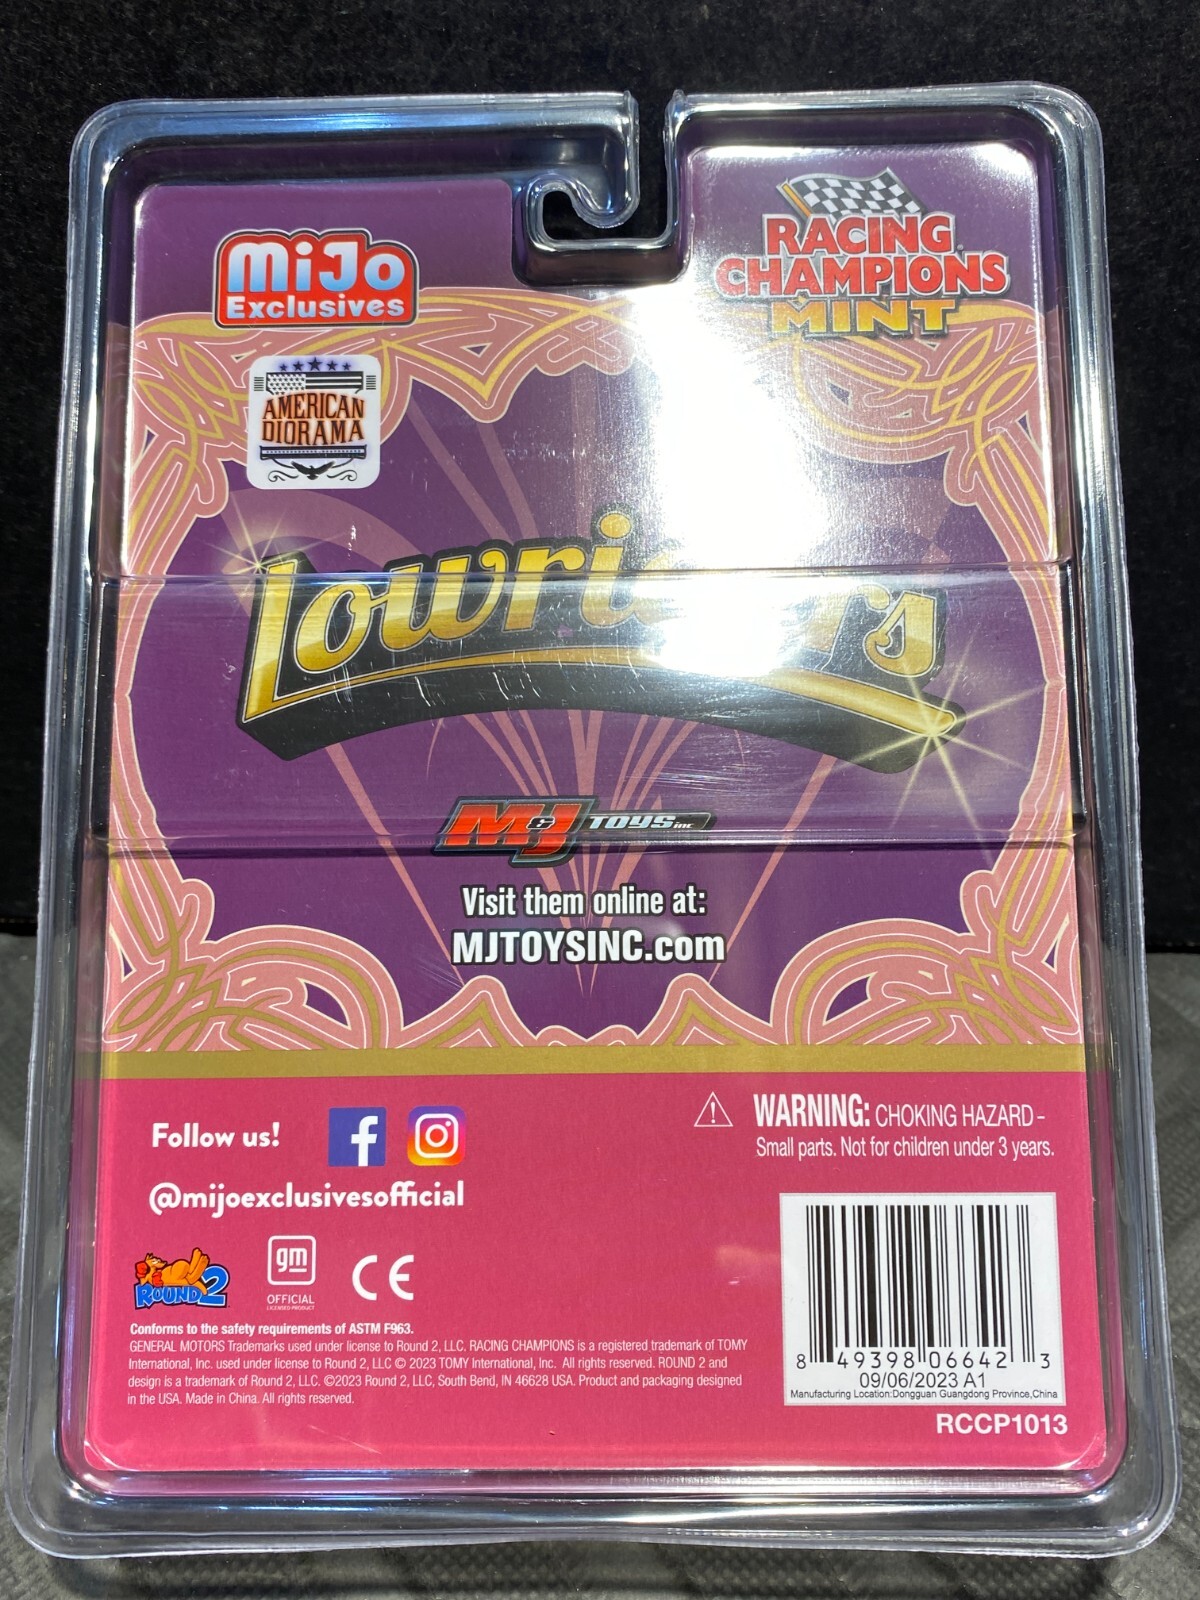 MiJo
Exclusives
RACING
CHAMPIONS
MINT
AMERICAN
DIORAMA
M&J TOYS inc
Visit them online at:
MJTOYSINC.com
Follow us!
@mijoexclusivesofficial
WARNING: CHOKING HAZARD -
Small parts. Not for children under 3 years.
ROUND 2
gm
OFFICIAL
LICENSED PRODUCT
CE
Conforms to the safety requirements of ASTM F963.
GENERAL MOTORS Trademarks used under license to Round 2, LLC. RACING CHAMPIONS is a registered trademark of TOMY
International, Inc. used under license to Round 2, LLC © 2023 TOMY International, Inc. All rights reserved. ROUND 2 and
design is a trademark of Round 2, LLC. ©2023 Round 2, LLC, South Bend, IN 46628 USA. Product and packaging designed
in the USA. Made in China. All rights reserved.
8 49398 06642 3
09/06/2023 A1
Manufacturing Location:Dongguan Guangdong Province,China
RCCP1013